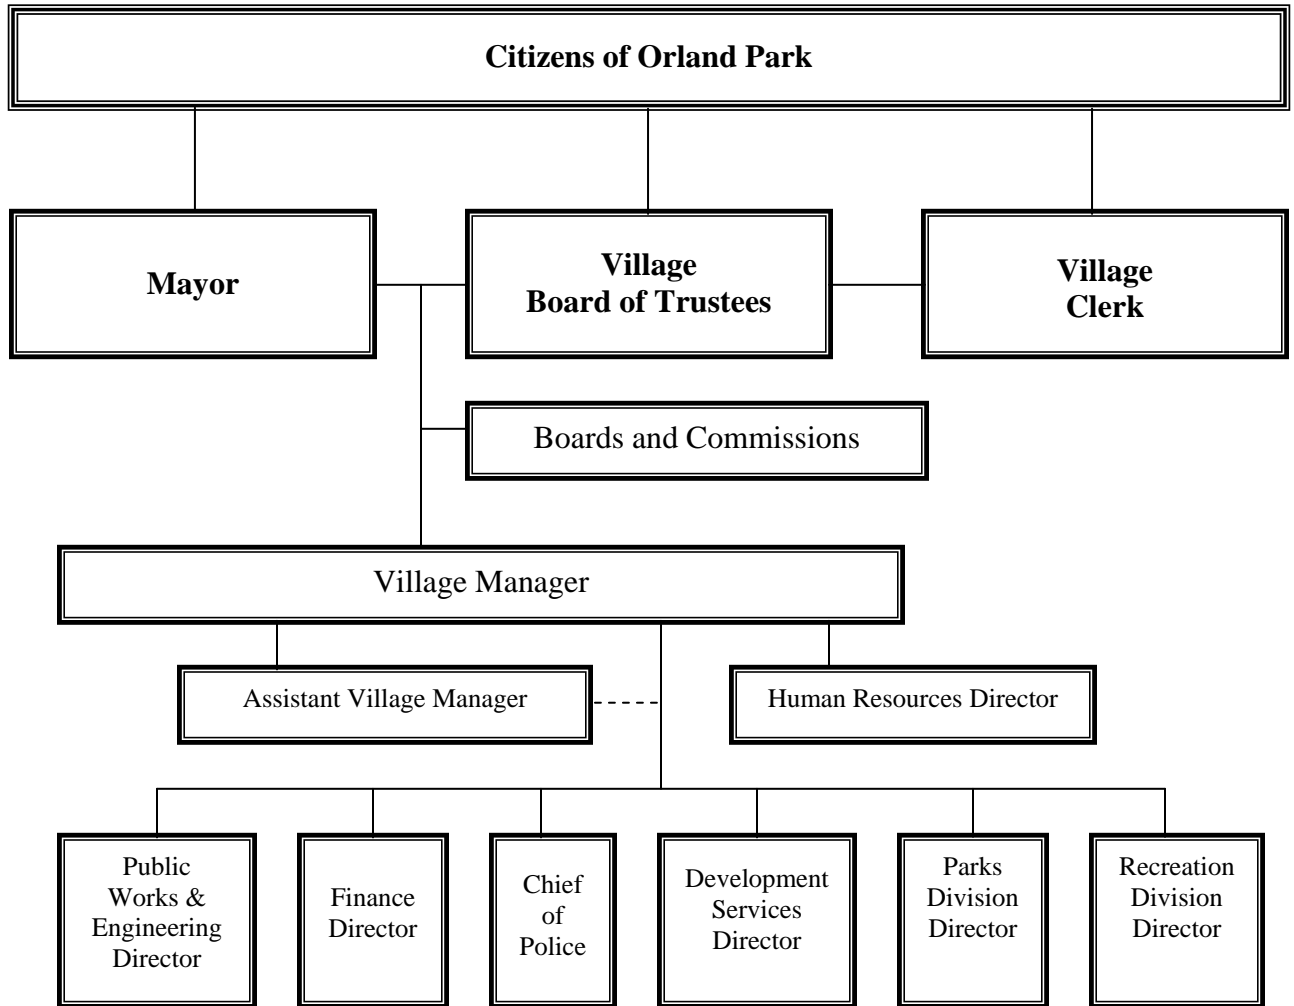 Citizens of Orland Park
Mayor
Village
Board of Trustees
Village
Clerk
Boards and Commissions
Village Manager
Assistant Village Manager
Human Resources Director
Public
Works &
Engineering
Director
Finance
Director
Chief
of
Police
Development
Services
Director
Parks
Division
Director
Recreation
Division
Director